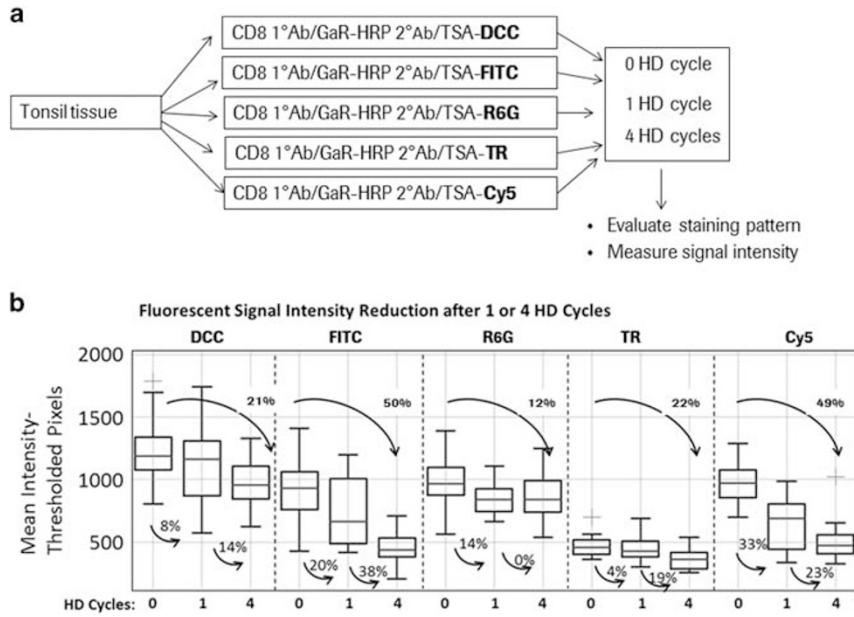 a
CD8 1°Ab/GaR-HRP 2°Ab/TSA-DCC
CD8 1°Ab/GaR-HRP 2°Ab/TSA-FITC
Tonsil tissue
CD8 1°Ab/GaR-HRP 2°Ab/TSA-R6G
CD8 1°Ab/GaR-HRP 2°Ab/TSA-TR
CD8 1°Ab/GaR-HRP 2°Ab/TSA-Cy5
0 HD cycle
1 HD cycle
4 HD cycles
• Evaluate staining pattern
• Measure signal intensity
b
Fluorescent Signal Intensity Reduction after 1 or 4 HD Cycles
DCC FITC R6G TR Cy5
Mean Intensity-
Thresholded Pixels
2000
1500
1000
500
21% 50% 12% 22% 49%
8% 14% 20% 38% 14% 0% 4% 19% 33% 23%
HD Cycles: 0 1 4 0 1 4 0 1 4 0 1 4 0 1 4